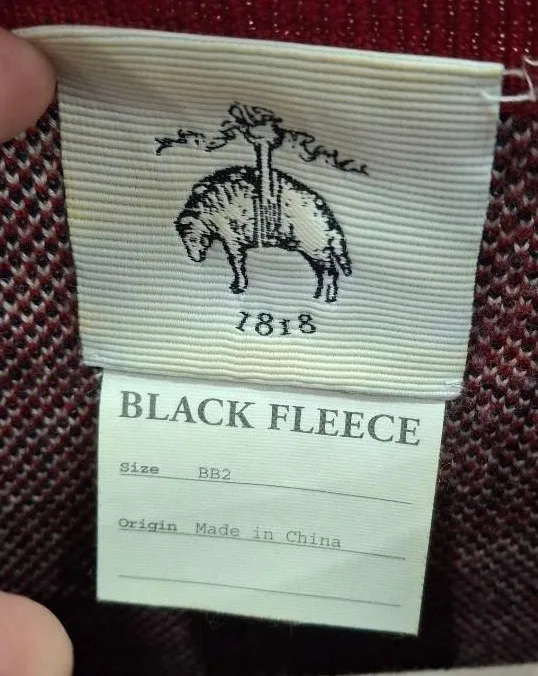 1818
BLACK FLEECE
Size BB2
Origin Made in China